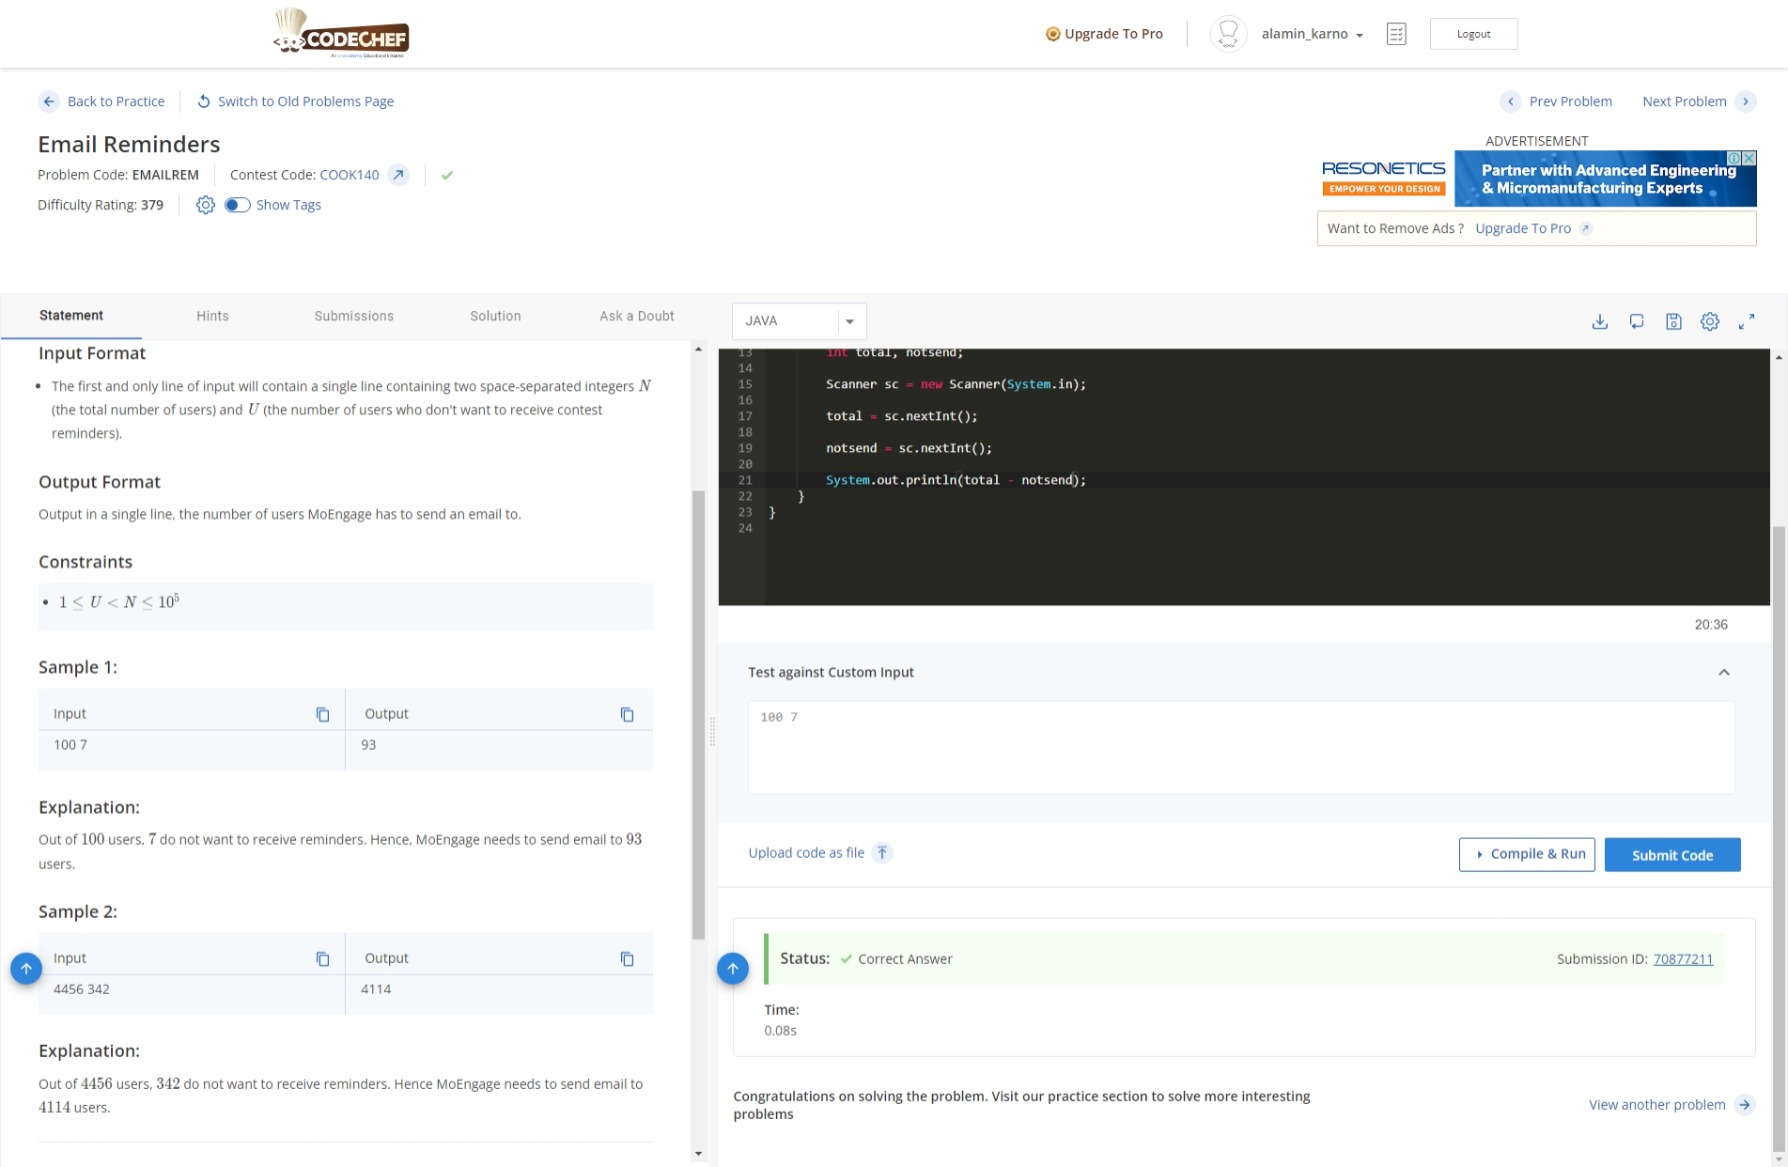 CODECHEF
Upgrade To Pro
alamin_karno
Logout
Back to Practice
Switch to Old Problems Page
Prev Problem
Next Problem
Email Reminders
Problem Code: EMAILREM
Contest Code: COOK140
Difficulty Rating: 379
Show Tags
ADVERTISEMENT
RESONETICS
EMPOWER YOUR DESIGN
Partner with Advanced Engineering
& Micromanufacturing Experts
Want to Remove Ads ? Upgrade To Pro
Statement
Hints
Submissions
Solution
Ask a Doubt
Input Format
• The first and only line of input will contain a single line containing two space-separated integers N
(the total number of users) and U (the number of users who don't want to receive contest
reminders).
Output Format
Output in a single line, the number of users MoEngage has to send an email to.
Constraints
• 1 ≤ U < N ≤ 10⁵
Sample 1:
Input
Output
100 7
93
Explanation:
Out of 100 users, 7 do not want to receive reminders. Hence, MoEngage needs to send email to 93
users.
Sample 2:
Input
Output
4456 342
4114
Explanation:
Out of 4456 users, 342 do not want to receive reminders. Hence MoEngage needs to send email to
4114 users.
JAVA
13 int total, notsend;
14
15 Scanner sc = new Scanner(System.in);
16
17 total = sc.nextInt();
18
19 notsend = sc.nextInt();
20
21 System.out.println(total - notsend);
22 }
23 }
24
20:36
Test against Custom Input
100 7
Upload code as file
Compile & Run
Submit Code
Status: Correct Answer
Submission ID: 70877211
Time:
0.08s
Congratulations on solving the problem. Visit our practice section to solve more interesting
problems
View another problem